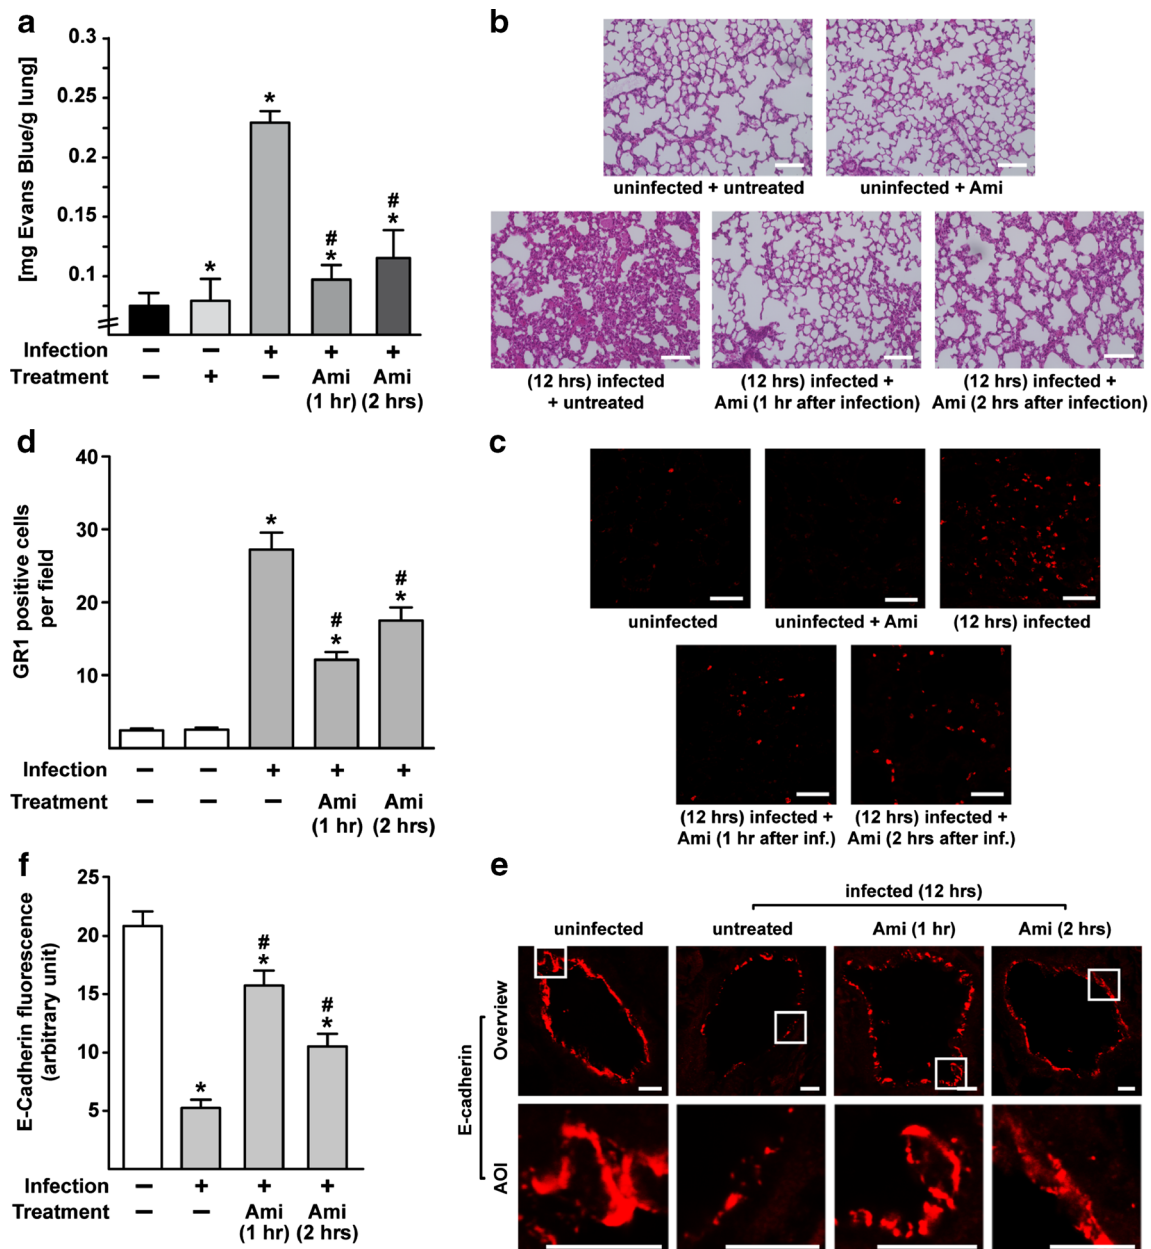 a
[mg Evans Blue/g lung]
0.3
0.25
0.2
0.15
0.1
*
*
#
*
#
*
Infection − − + + +
Treatment − + − Ami Ami
(1 hr) (2 hrs)
b
uninfected + untreated
uninfected + Ami
(12 hrs) infected
+ untreated
(12 hrs) infected +
Ami (1 hr after infection)
(12 hrs) infected +
Ami (2 hrs after infection)
d
GR1 positive cells
per field
40
30
20
10
*
#
*
#
*
Infection − − + + +
Treatment − − − Ami Ami
(1 hr) (2 hrs)
c
uninfected
uninfected + Ami
(12 hrs) infected
(12 hrs) infected +
Ami (1 hr after inf.)
(12 hrs) infected +
Ami (2 hrs after inf.)
f
E-Cadherin fluorescence
(arbitrary unit)
25
20
15
10
5
*
#
*
#
*
Infection − + + +
Treatment − − Ami Ami
(1 hr) (2 hrs)
e
infected (12 hrs)
uninfected untreated Ami (1 hr) Ami (2 hrs)
E-cadherin
Overview
AOI